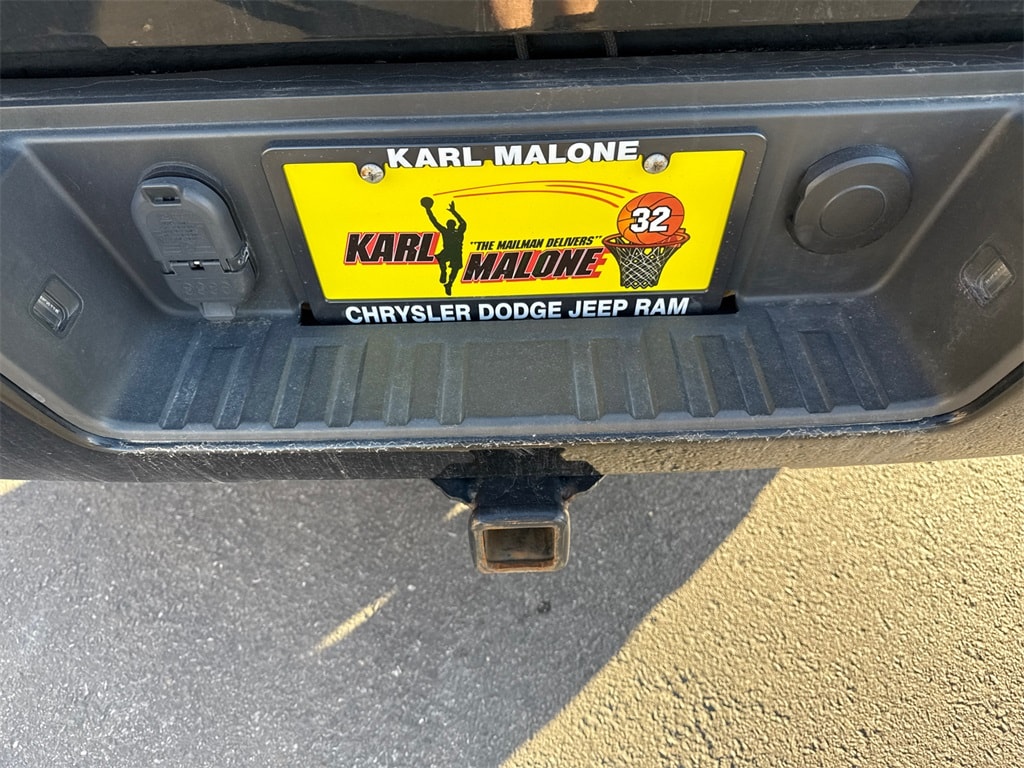 KARL MALONE
32
"THE MAILMAN DELIVERS"
KARL
MALONE
CHRYSLER DODGE JEEP RAM